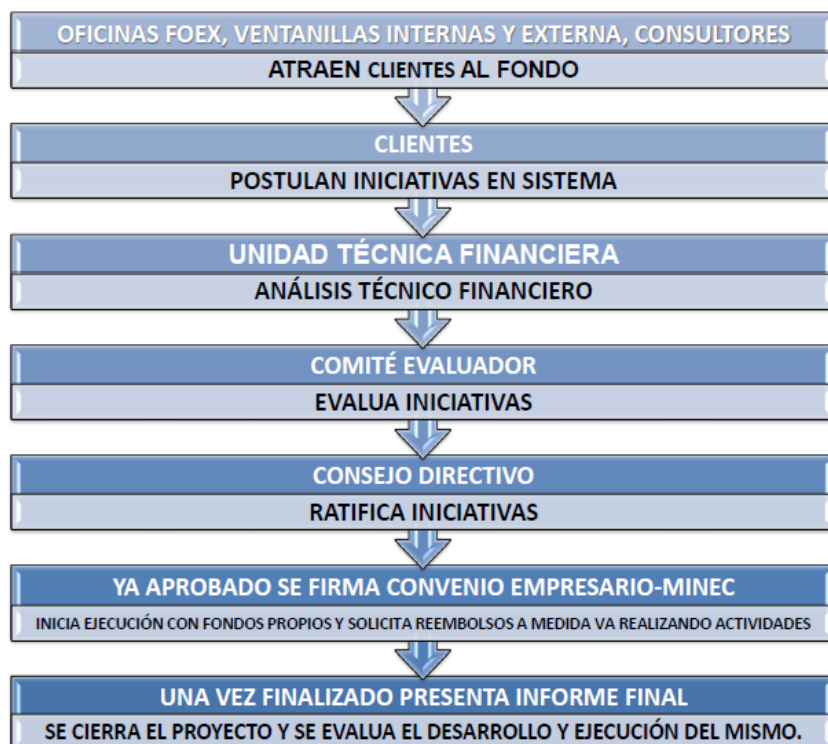 OFICINAS FOEX, VENTANILLAS INTERNAS Y EXTERNA, CONSULTORES
ATRAEN CLIENTES AL FONDO
CLIENTES
POSTULAN INICIATIVAS EN SISTEMA
UNIDAD TÉCNICA FINANCIERA
ANÁLISIS TÉCNICO FINANCIERO
COMITÉ EVALUADOR
EVALUA INICIATIVAS
CONSEJO DIRECTIVO
RATIFICA INICIATIVAS
YA APROBADO SE FIRMA CONVENIO EMPRESARIO-MINEC
INICIA EJECUCIÓN CON FONDOS PROPIOS Y SOLICITA REEMBOLSOS A MEDIDA VA REALIZANDO ACTIVIDADES
UNA VEZ FINALIZADO PRESENTA INFORME FINAL
SE CIERRA EL PROYECTO Y SE EVALUA EL DESARROLLO Y EJECUCIÓN DEL MISMO.